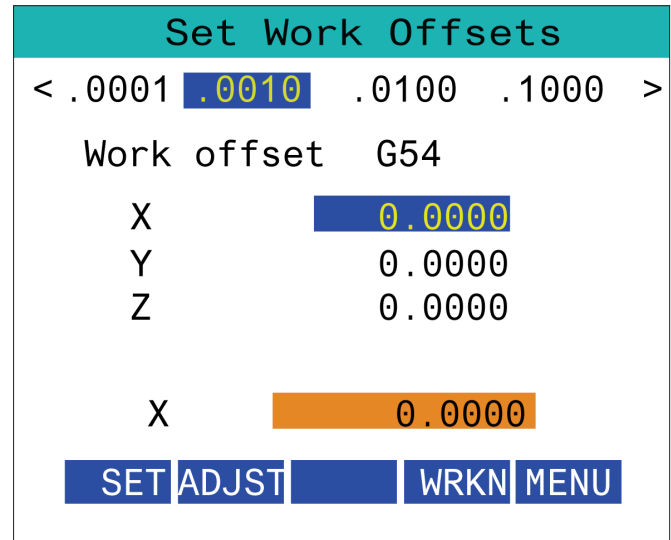 Set Work Offsets
< .0001 .0010 .0100 .1000 >
Work offset G54
X 0.0000
Y 0.0000
Z 0.0000
X 0.0000
SET ADJST WRKN MENU